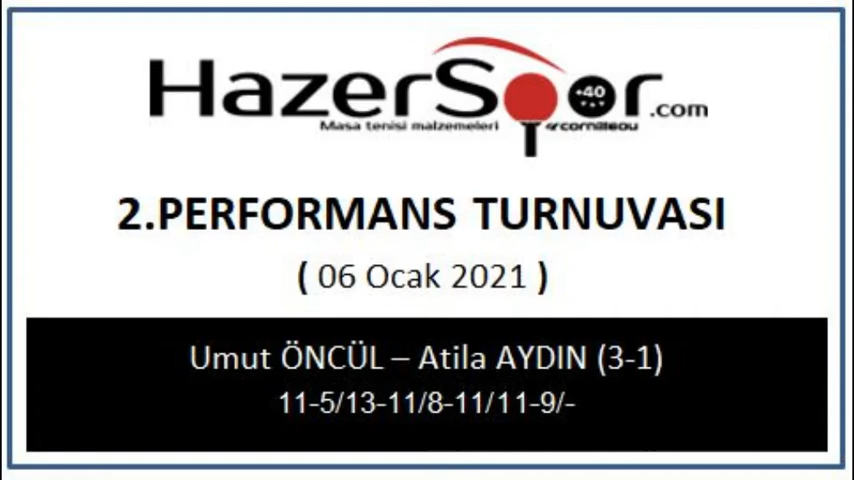 HazerSpor.com
+40
Masa tenisi malzemeleri cornilleau
2.PERFORMANS TURNUVASI
( 06 Ocak 2021 )
Umut ÖNCÜL – Atila AYDIN (3-1)
11-5/13-11/8-11/11-9/-